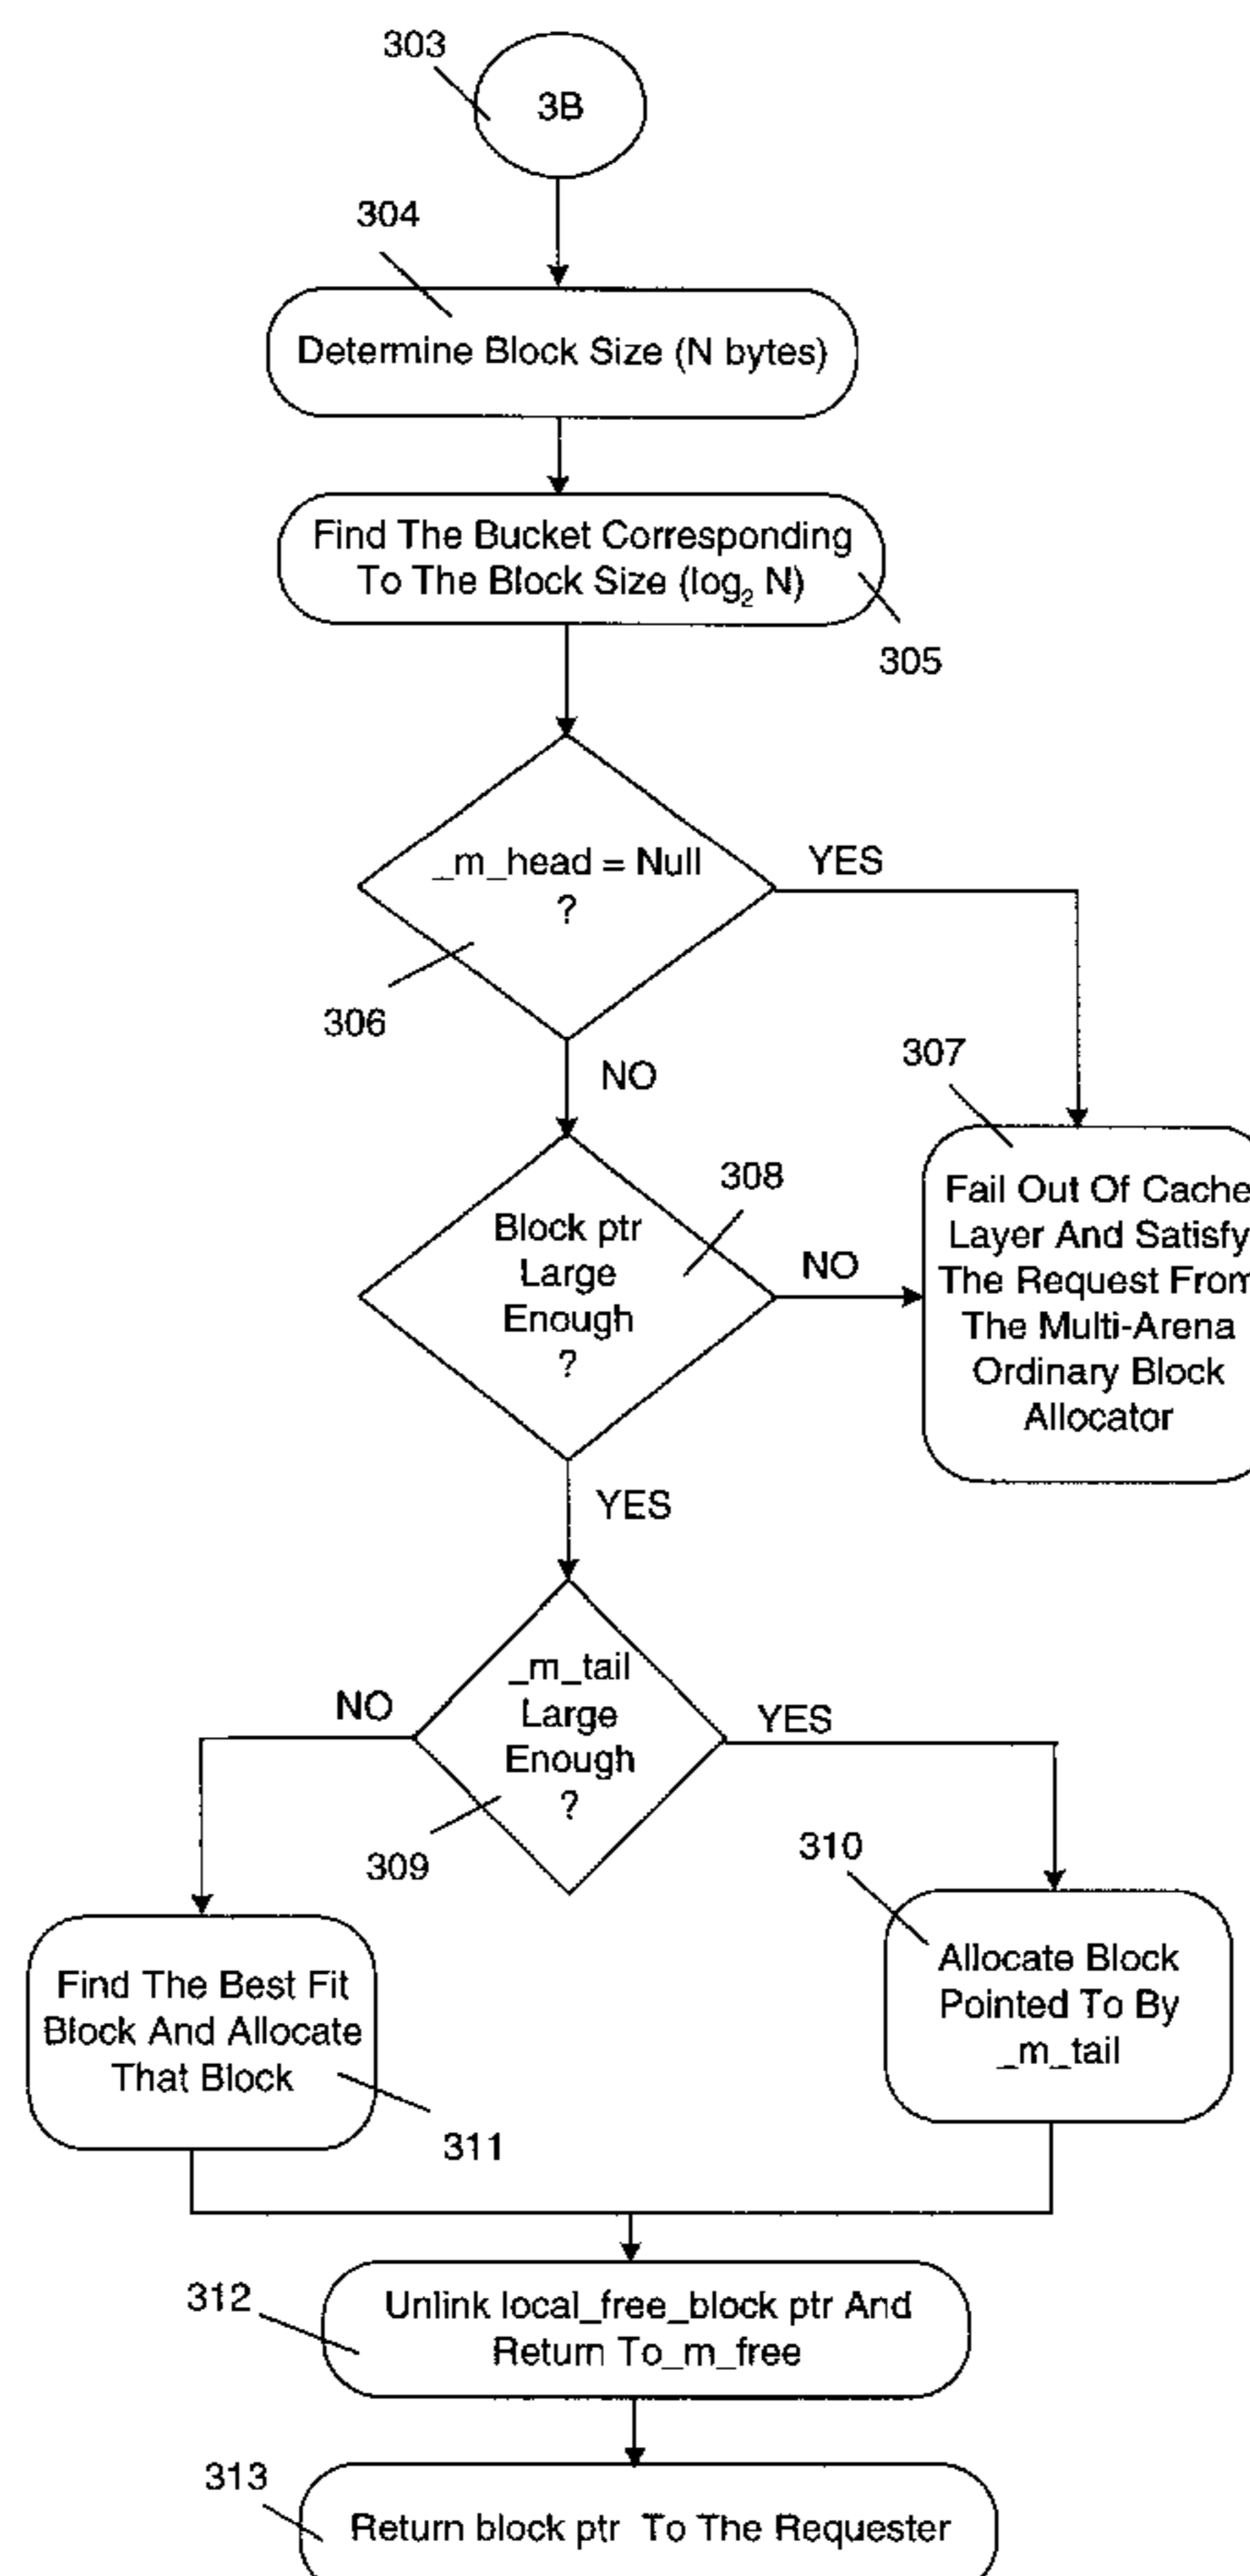 303
3B
304
Determine Block Size (N bytes)
Find The Bucket Corresponding
To The Block Size (log₂ N)
305
_m_head = Null
?
YES
306
NO
307
308
Block ptr
Large
Enough
?
NO
Fail Out Of Cache
Layer And Satisfy
The Request From
The Multi-Arena
Ordinary Block
Allocator
YES
_m_tail
Large
Enough
?
NO
YES
309
310
Find The Best Fit
Block And Allocate
That Block
311
Allocate Block
Pointed To By
_m_tail
312
Unlink local_free_block ptr And
Return To_m_free
313
Return block ptr To The Requester